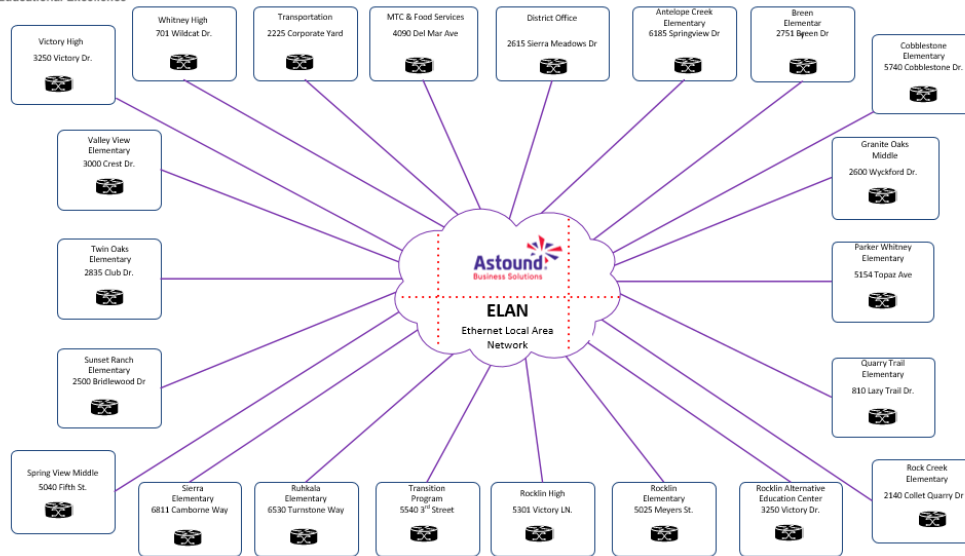 Educational Excellence
Victory High
3250 Victory Dr.
Whitney High
701 Wildcat Dr.
Transportation
2225 Corporate Yard
MTC & Food Services
4090 Del Mar Ave
District Office
2615 Sierra Meadows Dr
Antelope Creek
Elementary
6185 Springview Dr
Breen
Elementar
2751 Breen Dr
Cobblestone
Elementary
5740 Cobblestone Dr.
Valley View
Elementary
3000 Crest Dr.
Granite Oaks
Middle
2600 Wyckford Dr.
Twin Oaks
Elementary
2835 Club Dr.
Astound
Business Solutions
ELAN
Ethernet Local Area
Network
Parker Whitney
Elementary
5154 Topaz Ave
Sunset Ranch
Elementary
2500 Bridlewood Dr
Quarry Trail
Elementary
810 Lazy Trail Dr.
Spring View Middle
5040 Fifth St.
Sierra
Elementary
6811 Camborne Way
Ruhkala
Elementary
6530 Turnstone Way
Transition
Program
5540 3rd Street
Rocklin High
5301 Victory LN.
Rocklin
Elementary
5025 Meyers St.
Rocklin Alternative
Education Center
3250 Victory Dr.
Rock Creek
Elementary
2140 Collet Quarry Dr